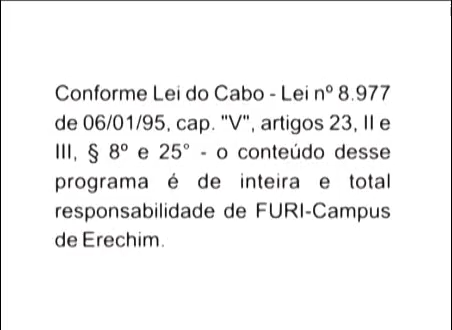 Conforme Lei do Cabo - Lei nº 8.977
de 06/01/95, cap. "V", artigos 23, II e
III, § 8º e 25° - o conteúdo desse
programa é de inteira e total
responsabilidade de FURI-Campus
de Erechim.